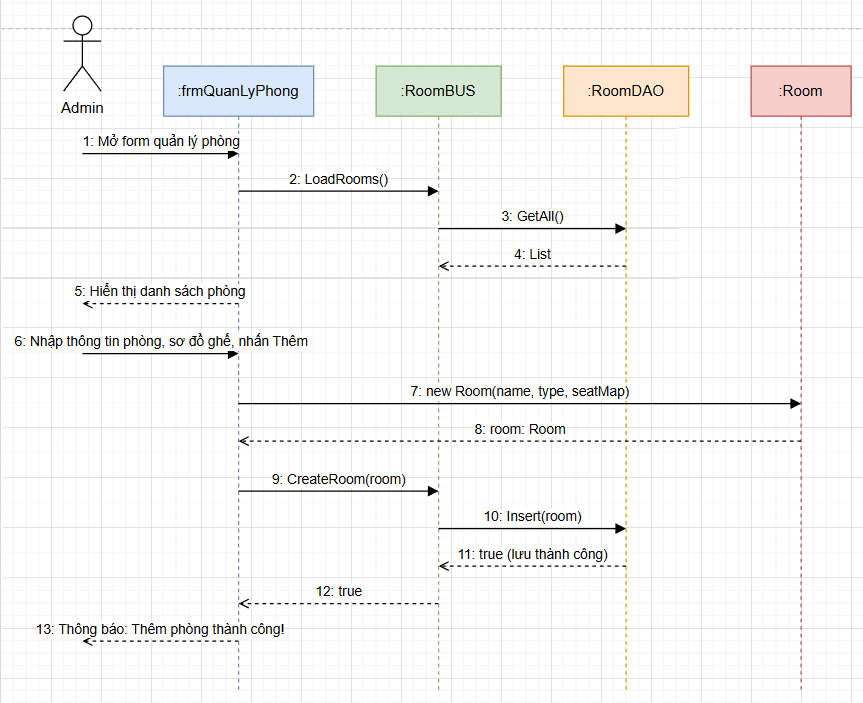 Admin
:frmQuanLyPhong
:RoomBUS
:RoomDAO
:Room
1: Mở form quản lý phòng
2: LoadRooms()
3: GetAll()
4: List
5: Hiển thị danh sách phòng
6: Nhập thông tin phòng, sơ đồ ghế, nhấn Thêm
7: new Room(name, type, seatMap)
8: room: Room
9: CreateRoom(room)
10: Insert(room)
11: true (lưu thành công)
12: true
13: Thông báo: Thêm phòng thành công!